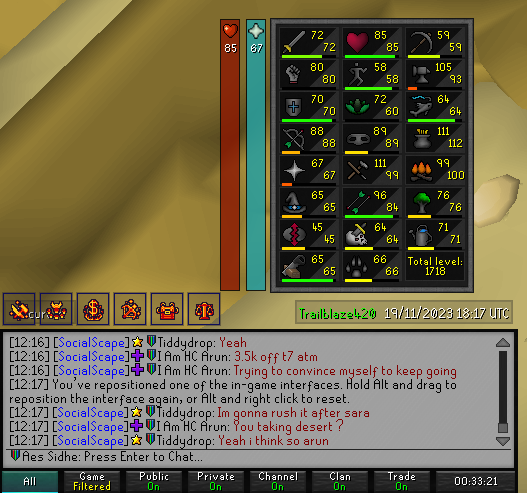 85 67
72 72 85 85 59 59
80 80 58 58 105 93
70 70 72 60 64 64
88 88 89 89 111 112
67 67 111 99 99 100
65 65 96 84 76 76
45 45 64 64 71 71
65 65 66 66 Total level: 1718
cur
Trailblaze420 19/11/2023 18:17 UTC
[12:16] [SocialScape] Tiddydrop: Yeah
[12:16] [SocialScape] I Am HC Arun: 3.5k off t7 atm
[12:16] [SocialScape] I Am HC Arun: Trying to convince myself to keep going
[12:17] You've repositioned one of the in-game interfaces. Hold Alt and drag to
reposition the interface again, or Alt and right click to reset.
[12:17] [SocialScape] Tiddydrop: Im gonna rush it after sara
[12:17] [SocialScape] I Am HC Arun: You taking desert ?
[12:17] [SocialScape] Tiddydrop: Yeah i think so arun
Aes Sidhe: Press Enter to Chat...
All Game Filtered Public On Private On Channel On Clan On Trade On 00:33:21